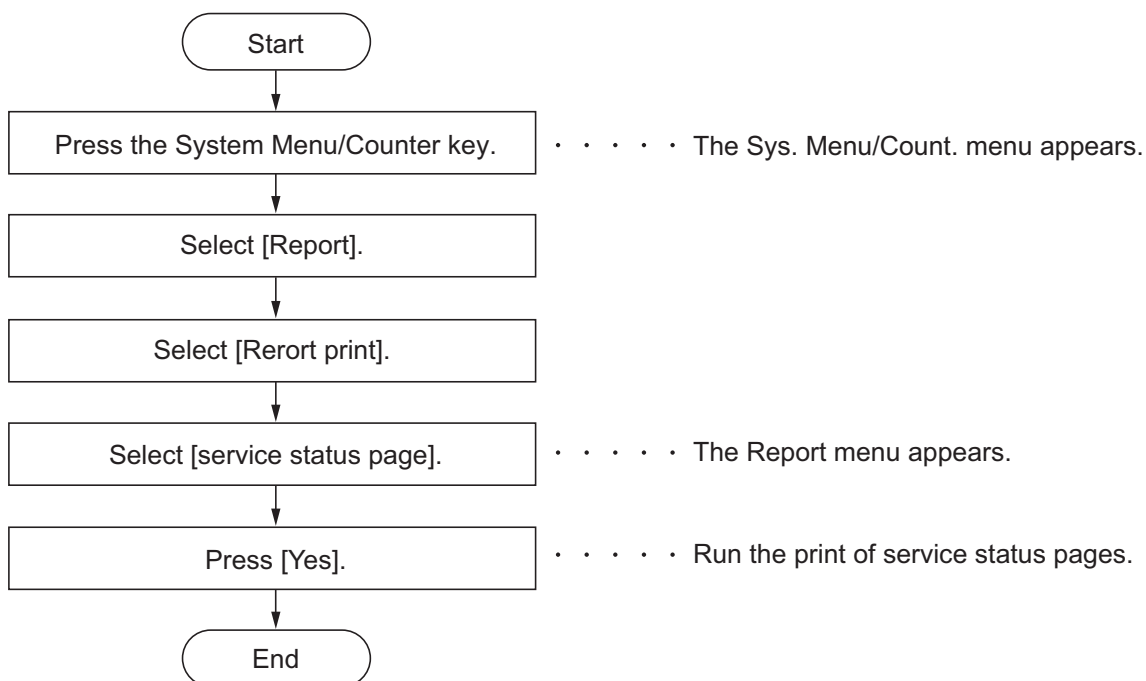 Start
Press the System Menu/Counter key.
The Sys. Menu/Count. menu appears.
Select [Report].
Select [Rerort print].
Select [service status page].
The Report menu appears.
Press [Yes].
Run the print of service status pages.
End